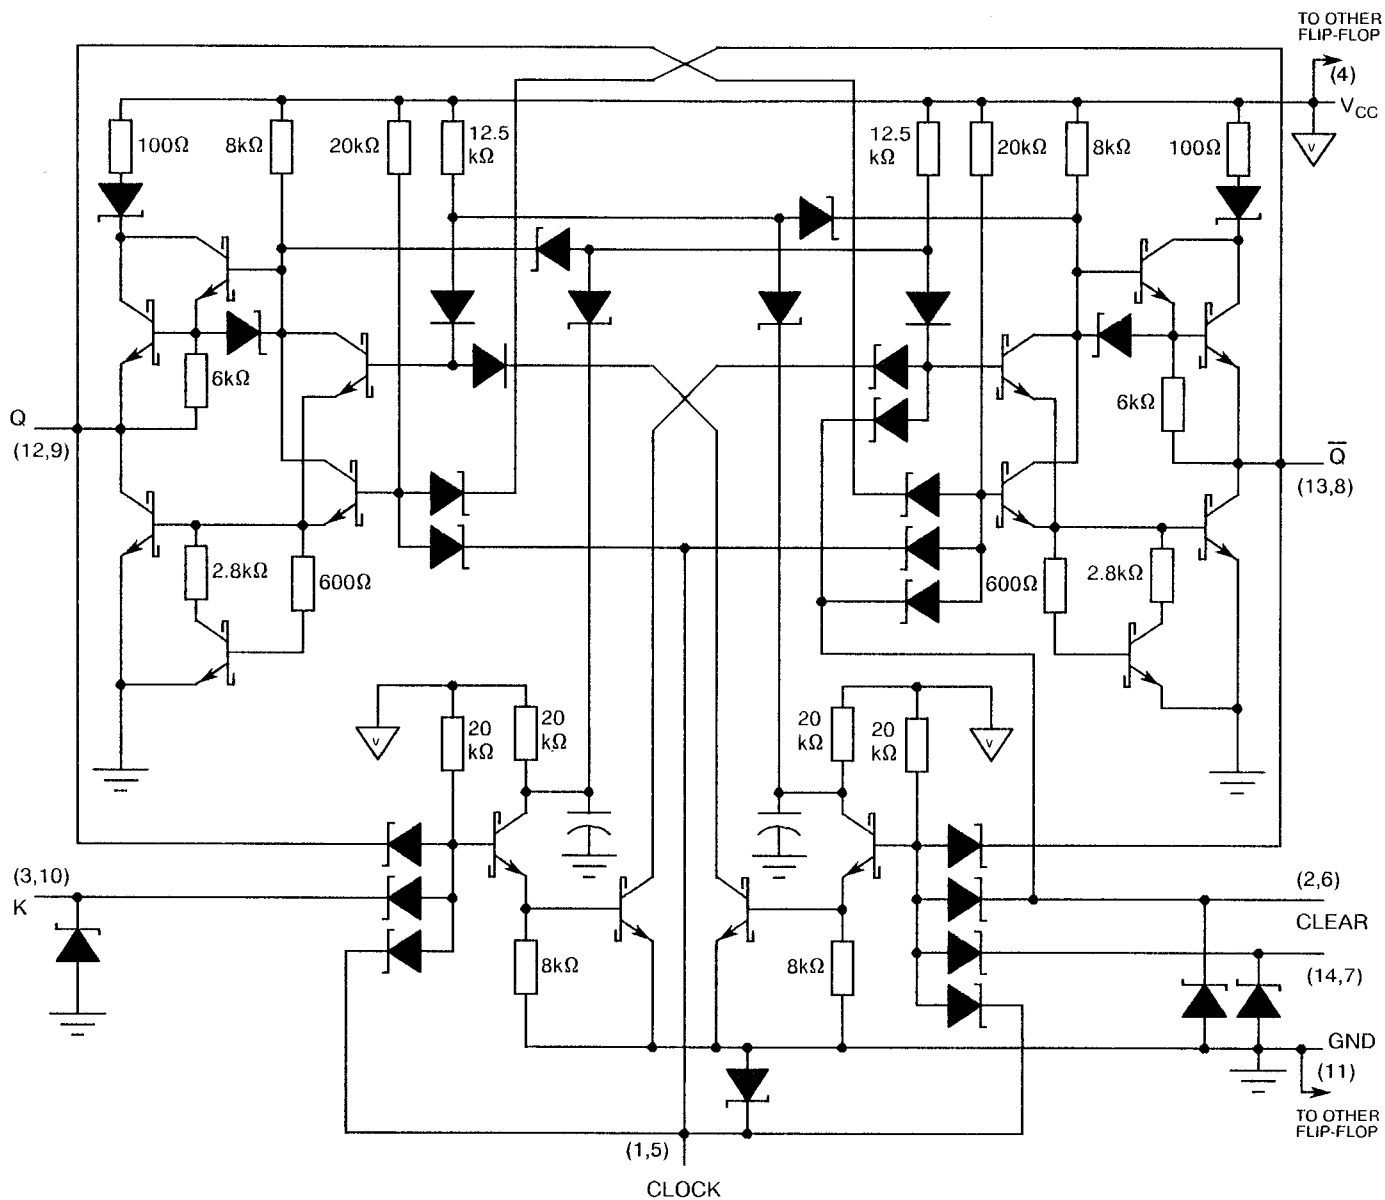 TO OTHER
FLIP-FLOP
(4)
VCC
V
100Ω
8kΩ
20kΩ
12.5
kΩ
12.5
kΩ
20kΩ
8kΩ
100Ω
6kΩ
6kΩ
Q
(12,9)
Q̅
(13,8)
2.8kΩ
600Ω
600Ω
2.8kΩ
V
20
kΩ
20
kΩ
20
kΩ
20
kΩ
V
(3,10)
K
(2,6)
CLEAR
8kΩ
8kΩ
(14,7)
GND
(11)
TO OTHER
FLIP-FLOP
(1,5)
CLOCK